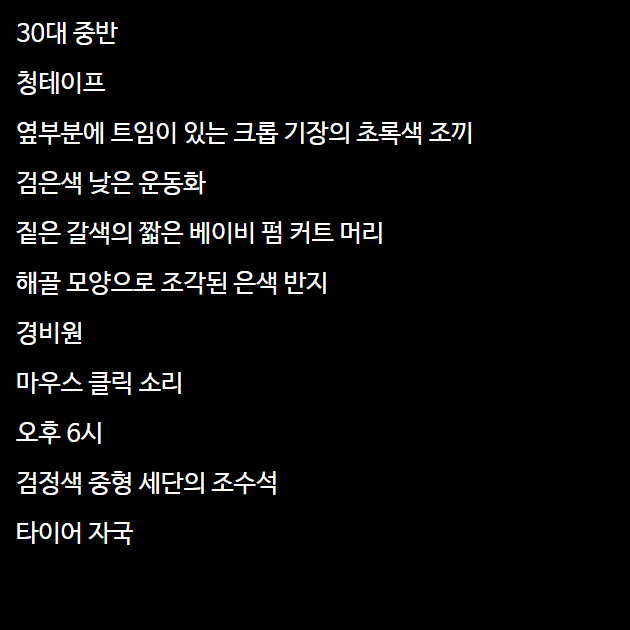 30대 중반
청테이프
옆부분에 트임이 있는 크롭 기장의 초록색 조끼
검은색 낮은 운동화
짙은 갈색의 짧은 베이비 펌 커트 머리
해골 모양으로 조각된 은색 반지
경비원
마우스 클릭 소리
오후 6시
검정색 중형 세단의 조수석
타이어 자국